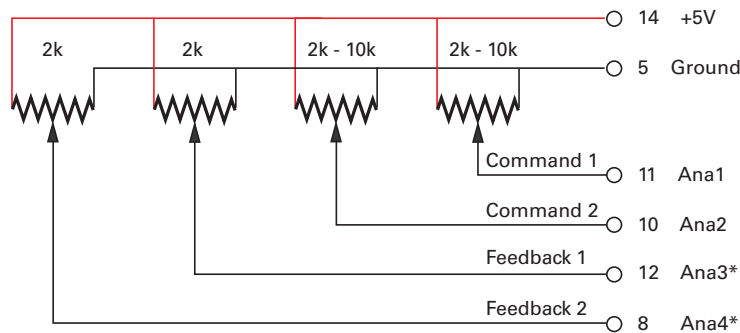 14 +5V
2k 2k 2k - 10k 2k - 10k
5 Ground
Command 1
11 Ana1
Command 2
10 Ana2
Feedback 1
12 Ana3*
Feedback 2
8 Ana4*